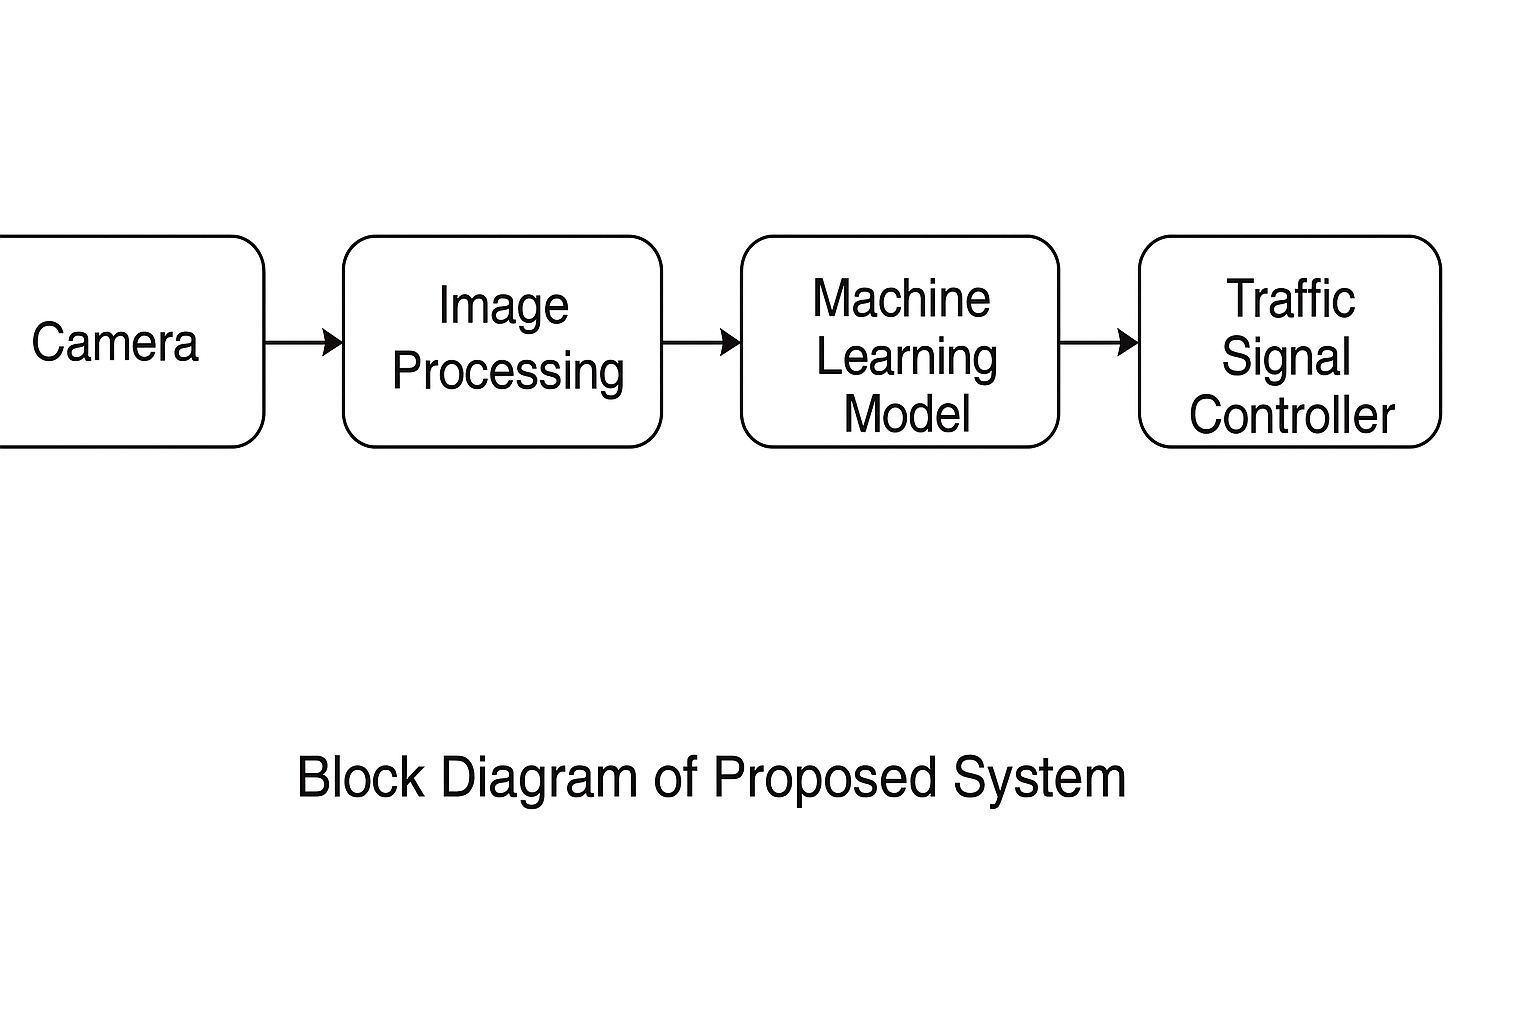 Camera
Image
Processing
Machine
Learning
Model
Traffic
Signal
Controller
Block Diagram of Proposed System